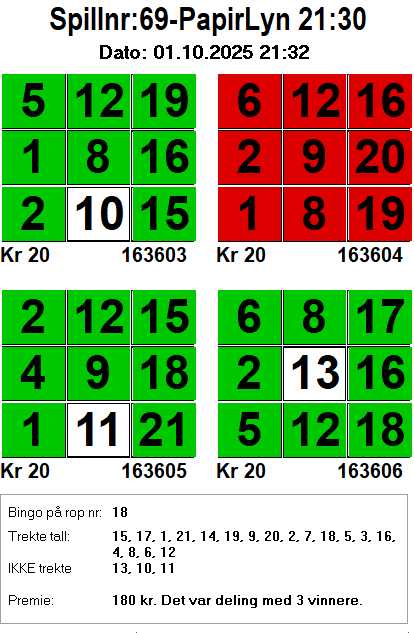 Spillnr:69-PapirLyn 21:30
Dato: 01.10.2025 21:32
5 12 19 6 12 16
1 8 16 2 9 20
2 10 15 1 8 19
Kr 20 163603 Kr 20 163604
2 12 15 6 8 17
4 9 18 2 13 16
1 11 21 5 12 18
Kr 20 163605 Kr 20 163606
Bingo på rop nr: 18
Trekte tall: 15, 17, 1, 21, 14, 19, 9, 20, 2, 7, 18, 5, 3, 16,
4, 8, 6, 12
IKKE trekte 13, 10, 11
Premie: 180 kr. Det var deling med 3 vinnere.